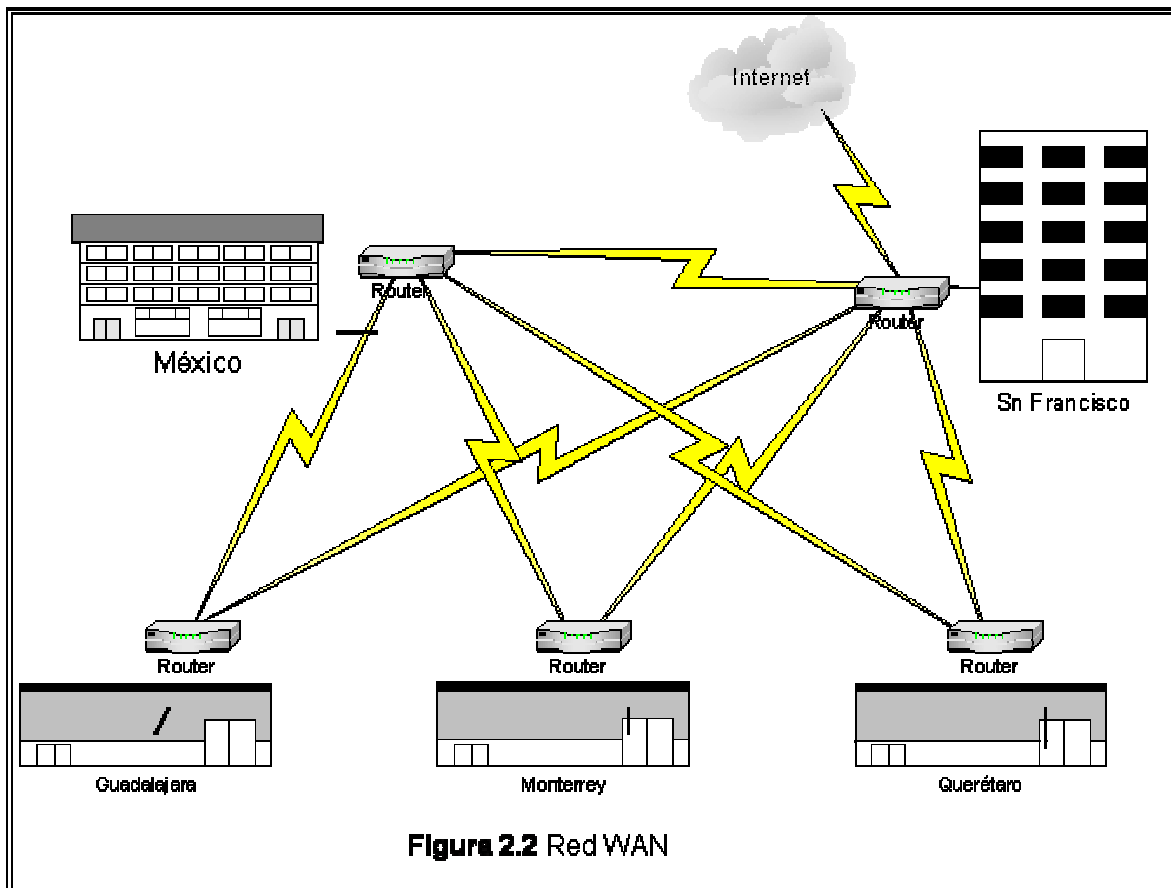 Internet
Router
Router
México
Sn Francisco
Router
Router
Router
Guadalajara
Monterrey
Querétaro
Figura 2.2 Red WAN